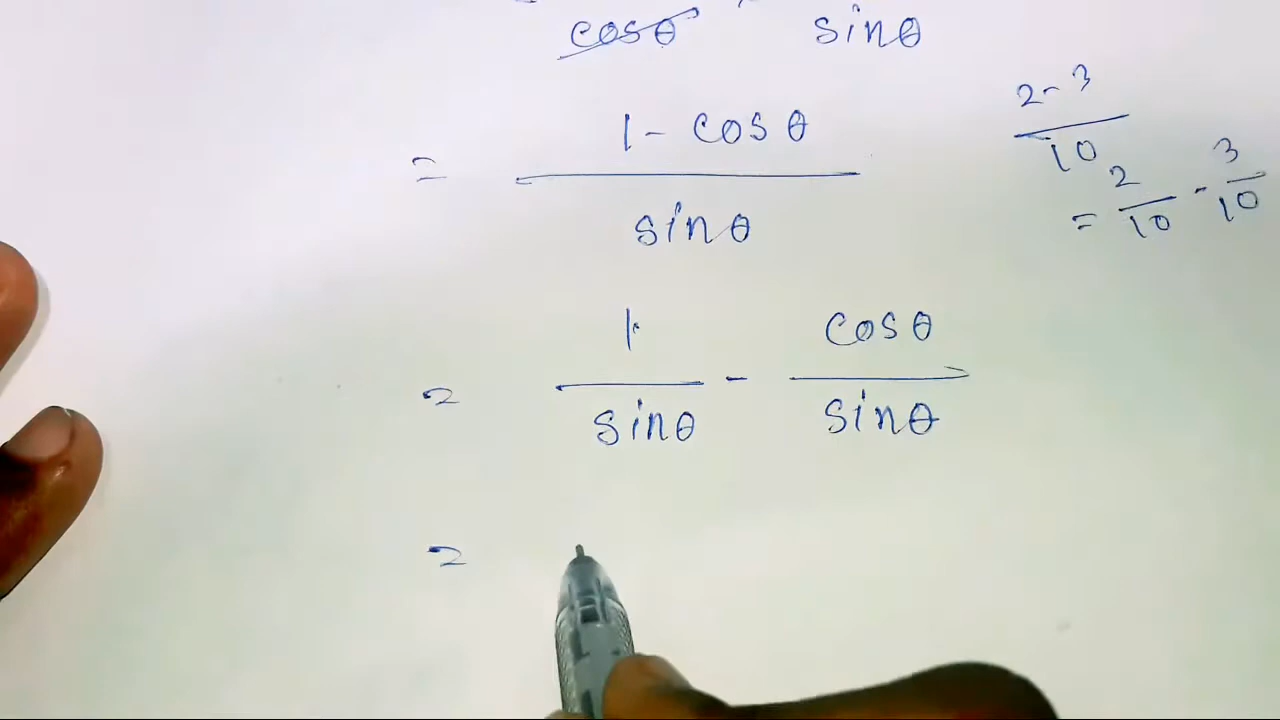 cosθ sinθ
= 1 - cosθ / sinθ
2-3 / 10
= 2/10 - 3/10
= 1/sinθ - cosθ/sinθ
=